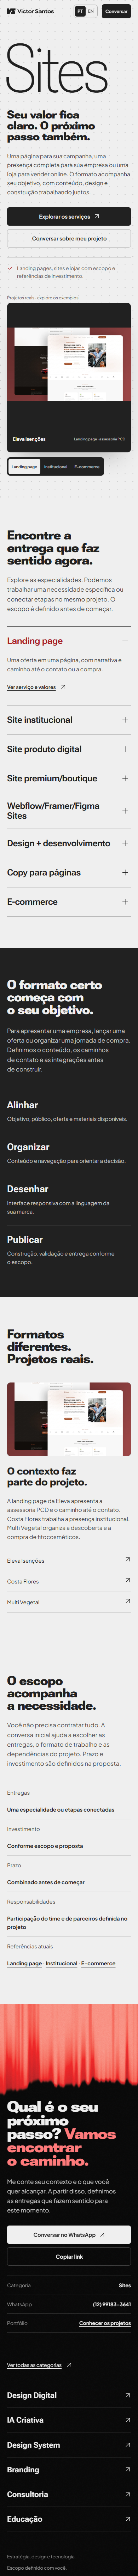 Victor Santos
PT EN
Conversar
Sites
Seu valor fica
claro. O próximo
passo também.
Uma página para sua campanha, uma
presença completa para sua empresa ou uma
loja para vender online. O formato acompanha
seu objetivo, com conteúdo, design e
construção trabalhando juntos.
Explorar os serviços
Conversar sobre meu projeto
Landing pages, sites e lojas com escopo e
referências de investimento.
Projetos reais · explore os exemplos
Eleva Isenções
Landing page · assessoria PCD
Landing page
Institucional
E-commerce
Encontre a
entrega que faz
sentido agora.
Explore as especialidades. Podemos
trabalhar uma necessidade específica ou
conectar etapas no mesmo projeto. O
escopo é definido antes de começar.
Landing page
Uma oferta em uma página, com narrativa e
caminho até o contato ou a compra.
Ver serviço e valores
Site institucional
Site produto digital
Site premium/boutique
Webflow/Framer/Figma
Sites
Design + desenvolvimento
Copy para páginas
E-commerce
O formato certo
começa com
o seu objetivo.
Para apresentar uma empresa, lançar uma
oferta ou organizar uma jornada de compra.
Definimos o conteúdo, os caminhos
de contato e as integrações antes
de construir.
Alinhar
Objetivo, público, oferta e materiais disponíveis.
Organizar
Conteúdo e navegação para orientar a decisão.
Desenhar
Interface responsiva com a linguagem da
sua marca.
Publicar
Construção, validação e entrega conforme
o escopo.
Formatos
diferentes.
Projetos reais.
O contexto faz
parte do projeto.
A landing page da Eleva apresenta a
assessoria PCD e o caminho até o contato.
Costa Flores trabalha a presença institucional.
Multi Vegetal organiza a descoberta e a
compra de fitocosméticos.
Eleva Isenções
Costa Flores
Multi Vegetal
O escopo
acompanha
a necessidade.
Você não precisa contratar tudo. A
conversa inicial ajuda a escolher as
entregas, o formato de trabalho e as
dependências do projeto. Prazo e
investimento são definidos na proposta.
Entregas
Uma especialidade ou etapas conectadas
Investimento
Conforme escopo e proposta
Prazo
Combinado antes de começar
Responsabilidades
Participação do time e de parceiros definida no
projeto
Referências atuais
Landing page · Institucional · E-commerce
Qual é o seu
próximo
passo? Vamos
encontrar
o caminho.
Me conte seu contexto e o que você
quer alcançar. A partir disso, definimos
as entregas que fazem sentido para
este momento.
Conversar no WhatsApp
Copiar link
Categoria
Sites
WhatsApp
(12) 99183-3641
Portfólio
Conhecer os projetos
Ver todas as categorias
Design Digital
IA Criativa
Design System
Branding
Consultoria
Educação
Estratégia, design e tecnologia.
Escopo definido com você.